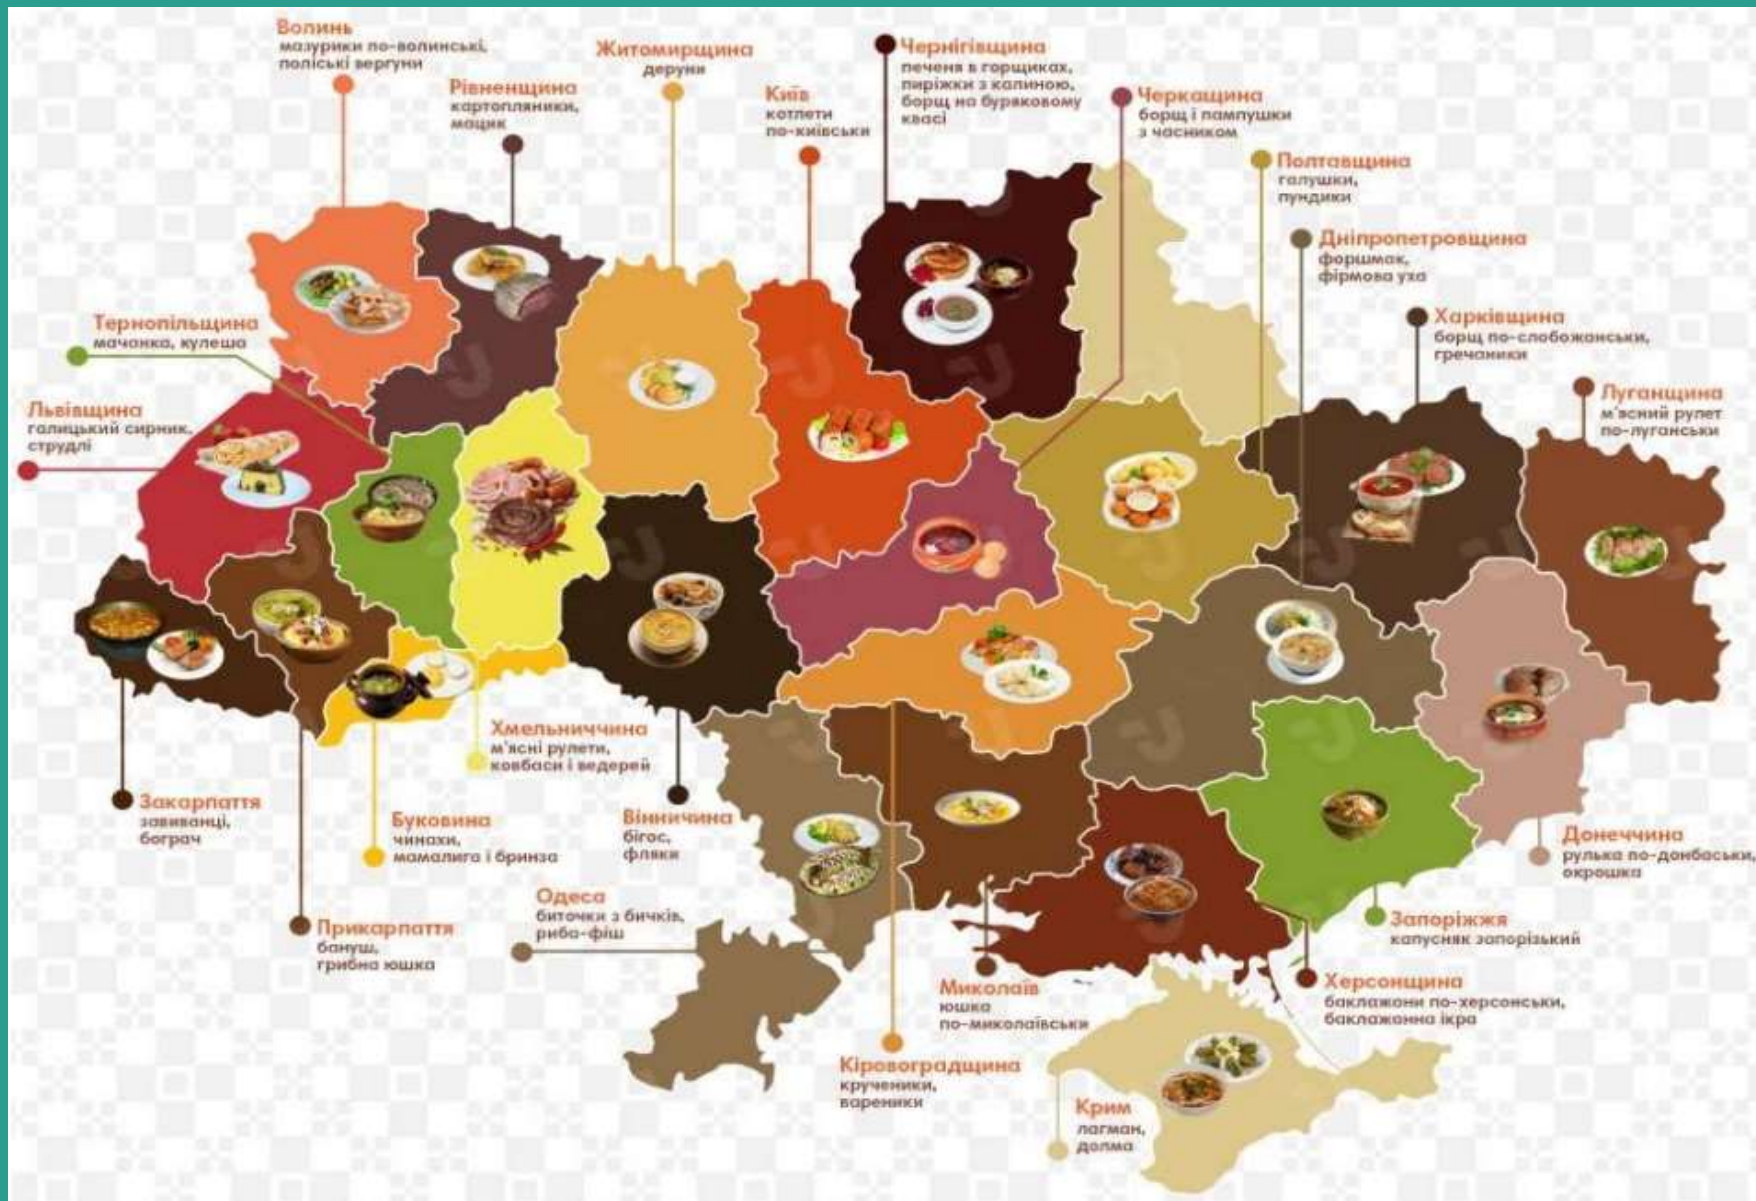 Волинь
мазурики по-волинські,
поліські вергуни
Рівненщина
картопляники,
мацик
Житомирщина
деруни
Київ
котлети
по-київськи
Чернігівщина
печеня в горщиках,
пиріжки з калиною,
борщ на буряковому
квасі
Черкащина
борщ і пампушки
з часником
Полтавщина
галушки,
пундики
Дніпропетровщина
форшмак,
фірмова уха
Харківщина
борщ по-слобожанськи,
гречаники
Луганщина
м'ясний рулет
по-луганськи
Тернопільщина
мачанка, кулеша
Львівщина
галицький сирник,
струдлі
Закарпаття
завиванці,
бограч
Прикарпаття
бануш,
грибна юшка
Буковина
чинахи,
мамалига і бринза
Хмельниччина
м'ясні рулети,
ковбаси і ведерей
Вінничина
бігос,
фляки
Одеса
биточки з бичків,
риба-фіш
Миколаїв
юшка
по-миколаївськи
Кіровоградщина
крученики,
вареники
Крим
лагман,
долма
Херсонщина
баклажани по-херсонськи,
баклажанна ікра
Запоріжжя
капусняк запорізький
Донеччина
рулька по-донбаськи,
окрошка